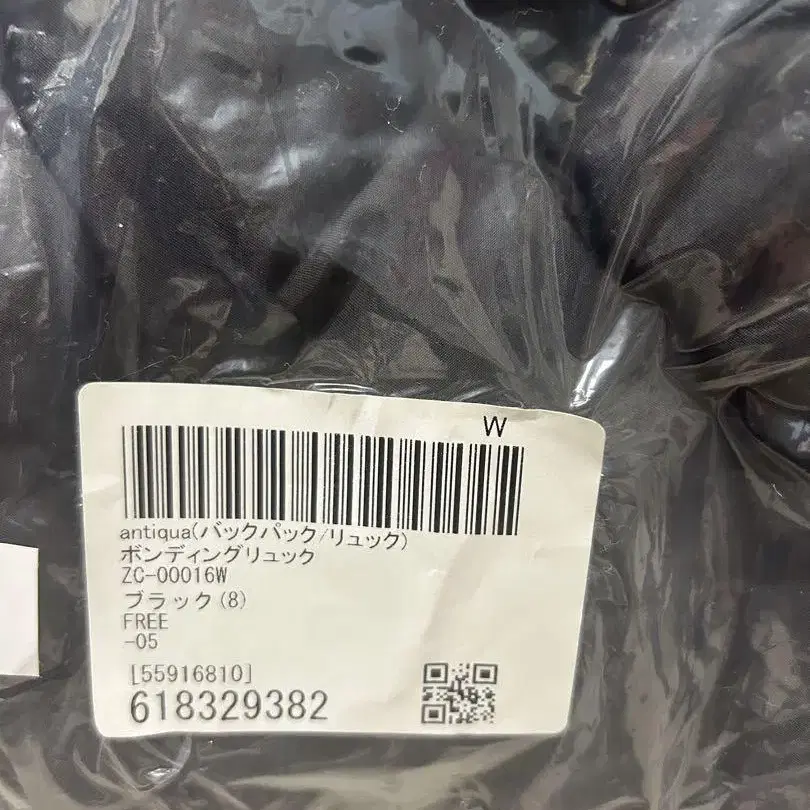 W
antiqua(バックパック/リュック)
ボンディングリュック
ZC-00016W
ブラック(8)
FREE
-05
[55916810]
618329382